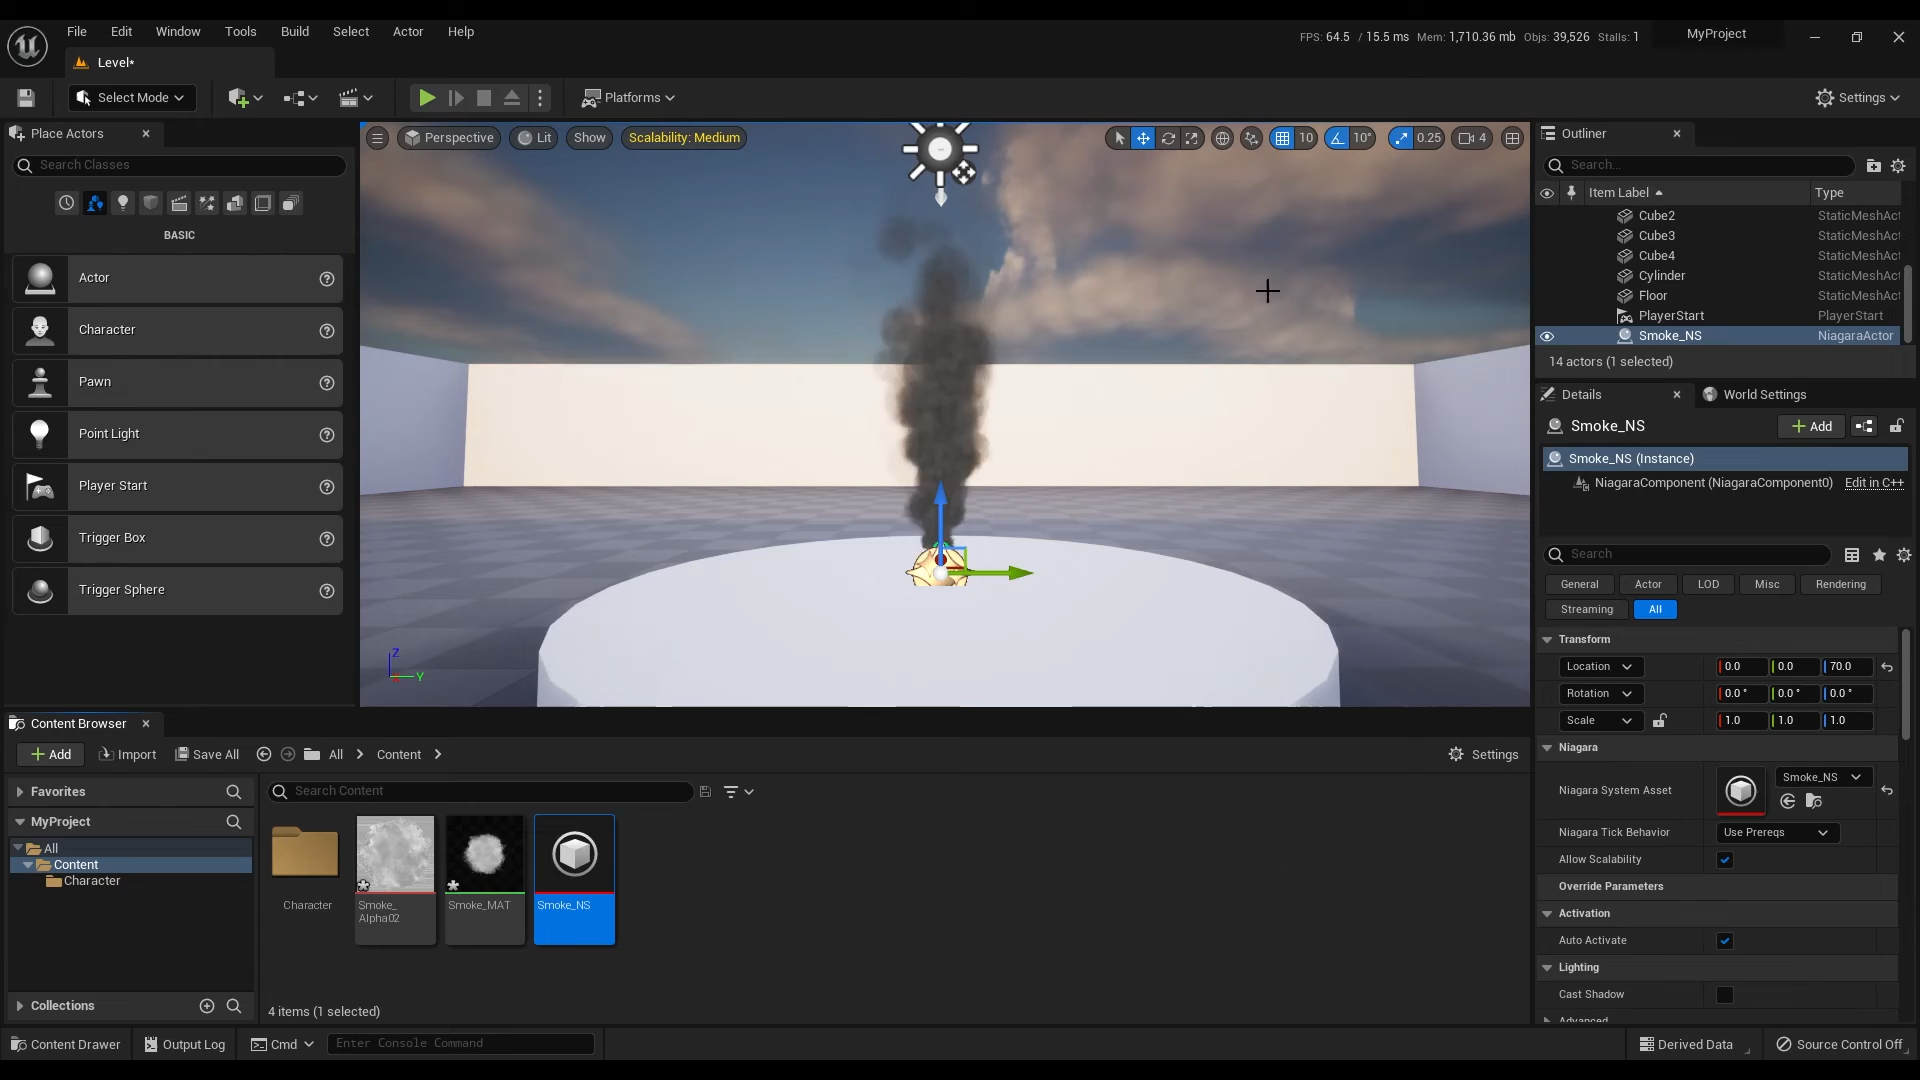 File Edit Window Tools Build Select Actor Help
FPS: 64.5 / 15.5 ms Mem: 1,710.36 mb Objs: 39,526 Stalls: 1
MyProject
Level*
Select Mode
Platforms
Settings
Place Actors
Search Classes
BASIC
Actor
Character
Pawn
Point Light
Player Start
Trigger Box
Trigger Sphere
Perspective Lit Show Scalability: Medium
10 10° 0.25 4
Z
Y
Outliner
Search...
Item Label Type
Cube2 StaticMeshAct
Cube3 StaticMeshAct
Cube4 StaticMeshAct
Cylinder StaticMeshAct
Floor StaticMeshAct
PlayerStart PlayerStart
Smoke_NS NiagaraActor
14 actors (1 selected)
Details World Settings
Smoke_NS Add
Smoke_NS (Instance)
NiagaraComponent (NiagaraComponent0) Edit in C++
Search
General Actor LOD Misc Rendering
Streaming All
Transform
Location 0.0 0.0 70.0
Rotation 0.0 ° 0.0 ° 0.0 °
Scale 1.0 1.0 1.0
Niagara
Niagara System Asset Smoke_NS
Niagara Tick Behavior Use Prereqs
Allow Scalability
Override Parameters
Activation
Auto Activate
Lighting
Cast Shadow
Advanced
Content Browser
Add Import Save All All Content Settings
Favorites
MyProject
All
Content
Character
Collections
Search Content
Character
Smoke_
Alpha02
Smoke_MAT
Smoke_NS
4 items (1 selected)
Content Drawer Output Log Cmd Enter Console Command Derived Data Source Control Off